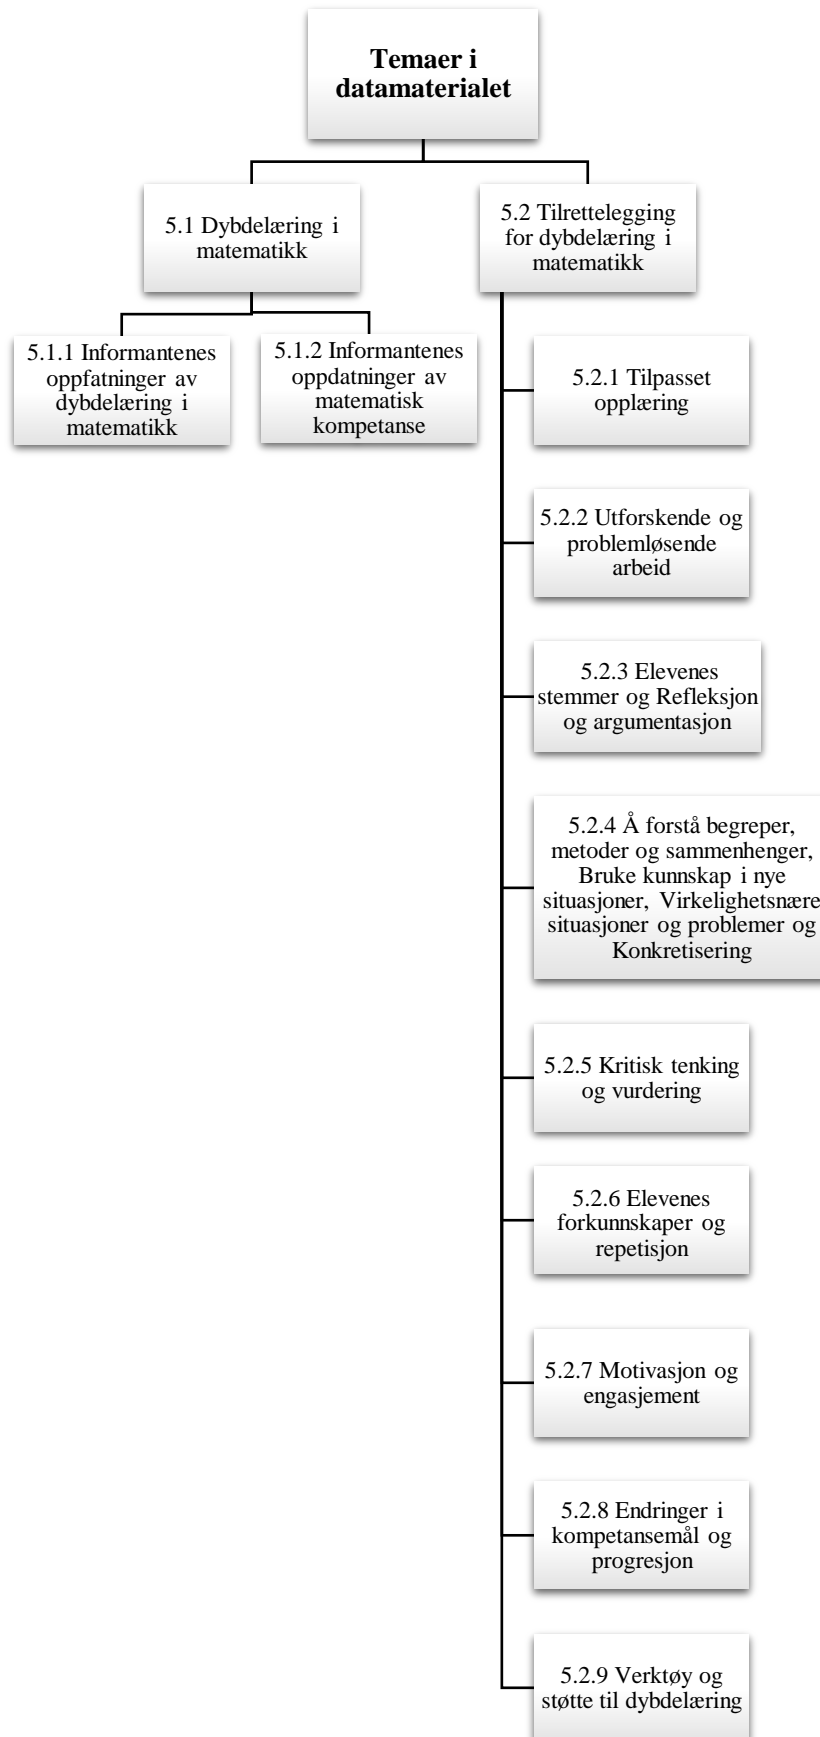 Temaer i
datamaterialet
5.1 Dybdelæring i
matematikk
5.2 Tilrettelegging
for dybdelæring i
matematikk
5.1.1 Informantenes
oppfatninger av
dybdelæring i
matematikk
5.1.2 Informantenes
oppdatninger av
matematisk
kompetanse
5.2.1 Tilpasset
opplæring
5.2.2 Utforskende og
problemløsende
arbeid
5.2.3 Elevenes
stemmer og Refleksjon
og argumentasjon
5.2.4 Å forstå begreper,
metoder og sammenhenger,
Bruke kunnskap i nye
situasjoner, Virkelighetsnære
situasjoner og problemer og
Konkretisering
5.2.5 Kritisk tenking
og vurdering
5.2.6 Elevenes
forkunnskaper og
repetisjon
5.2.7 Motivasjon og
engasjement
5.2.8 Endringer i
kompetansemål og
progresjon
5.2.9 Verktøy og
støtte til dybdelæring